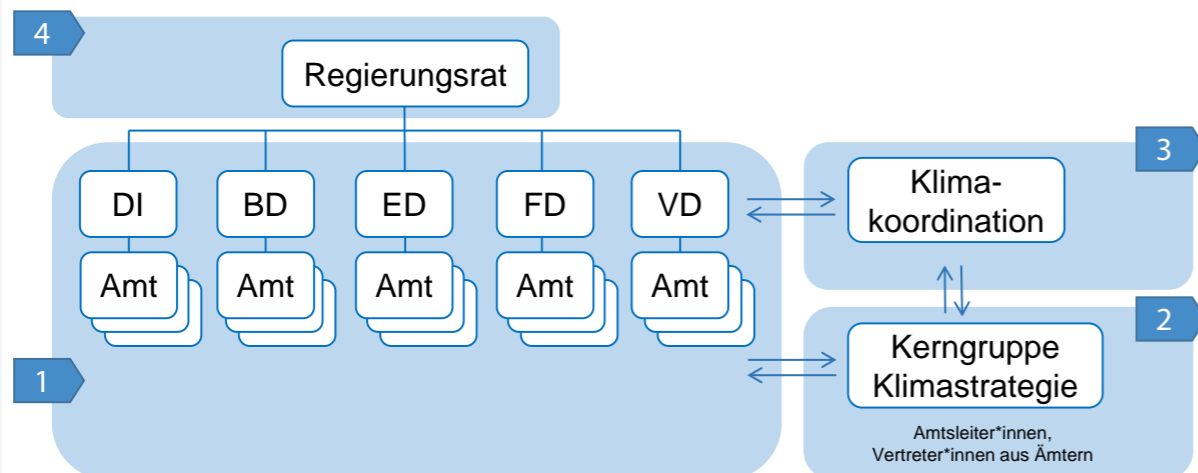 4
Regierungsrat
3
DI BD ED FD VD
Klima-
koordination
Amt Amt Amt Amt Amt
2
Kerngruppe
Klimastrategie
1
Amtsleiter*innen,
Vertreter*innen aus Ämtern